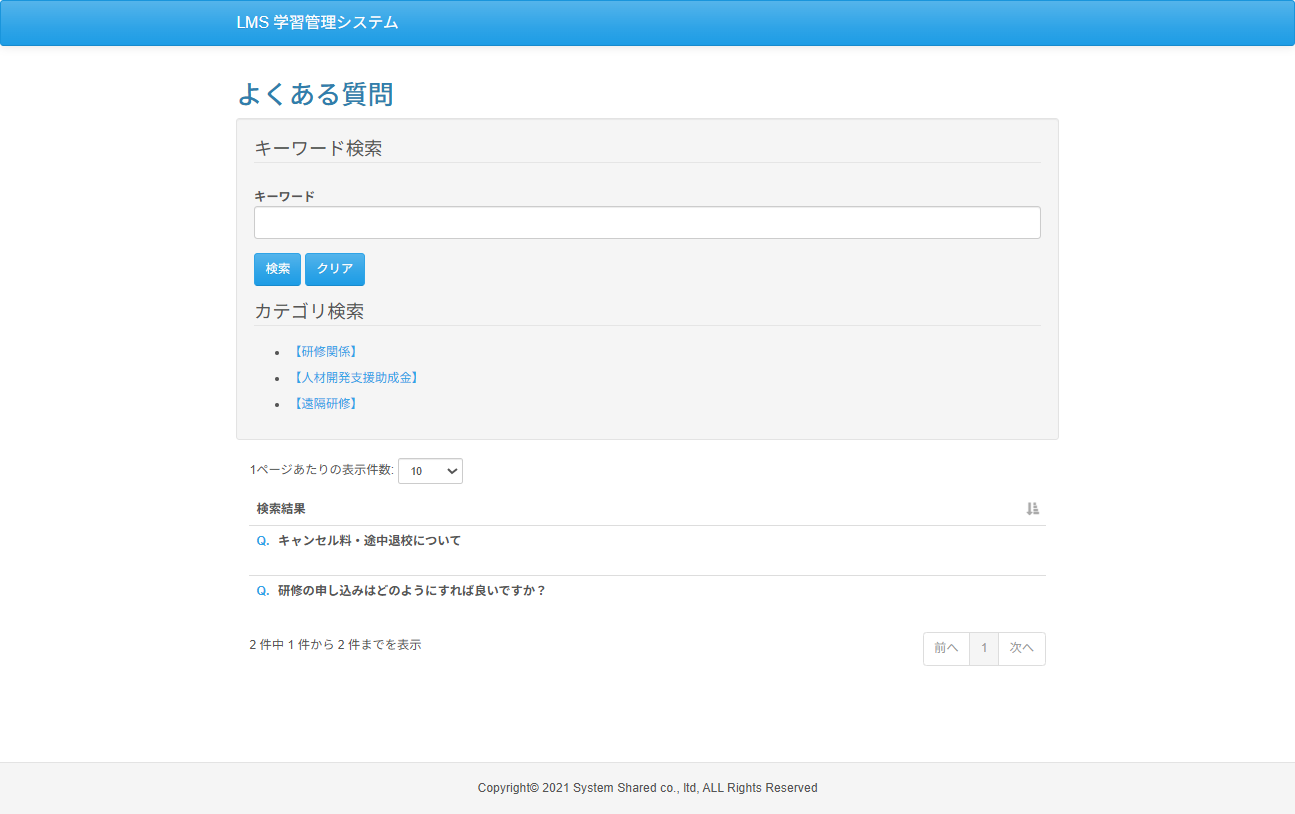 LMS 学習管理システム
よくある質問
キーワード検索
キーワード
検索 クリア
カテゴリ検索
【研修関係】
【人材開発支援助成金】
【遠隔研修】
1ページあたりの表示件数: 10
検索結果
Q. キャンセル料・途中退校について
Q. 研修の申し込みはどのようにすれば良いですか？
2 件中 1 件から 2 件までを表示
前へ 1 次へ
Copyright© 2021 System Shared co., ltd, ALL Rights Reserved